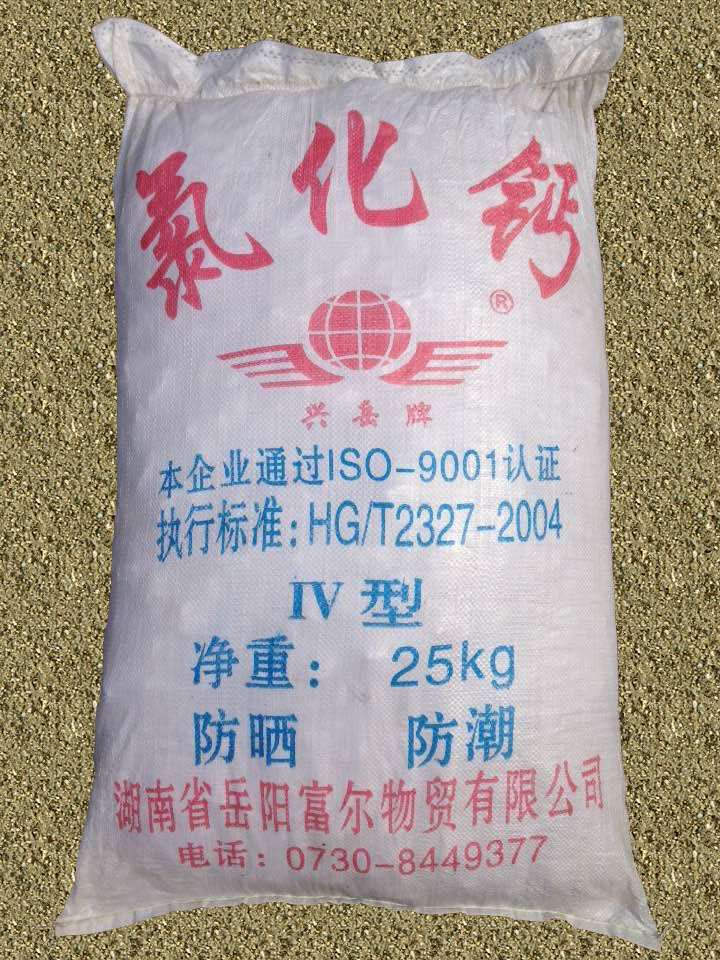 氯化钙
®
兴岳牌
本企业通过ISO-9001认证
执行标准：HG/T2327-2004
IV型
净重： 25kg
防晒 防潮
湖南省岳阳富尔物贸有限公司
电话：0730-8449377